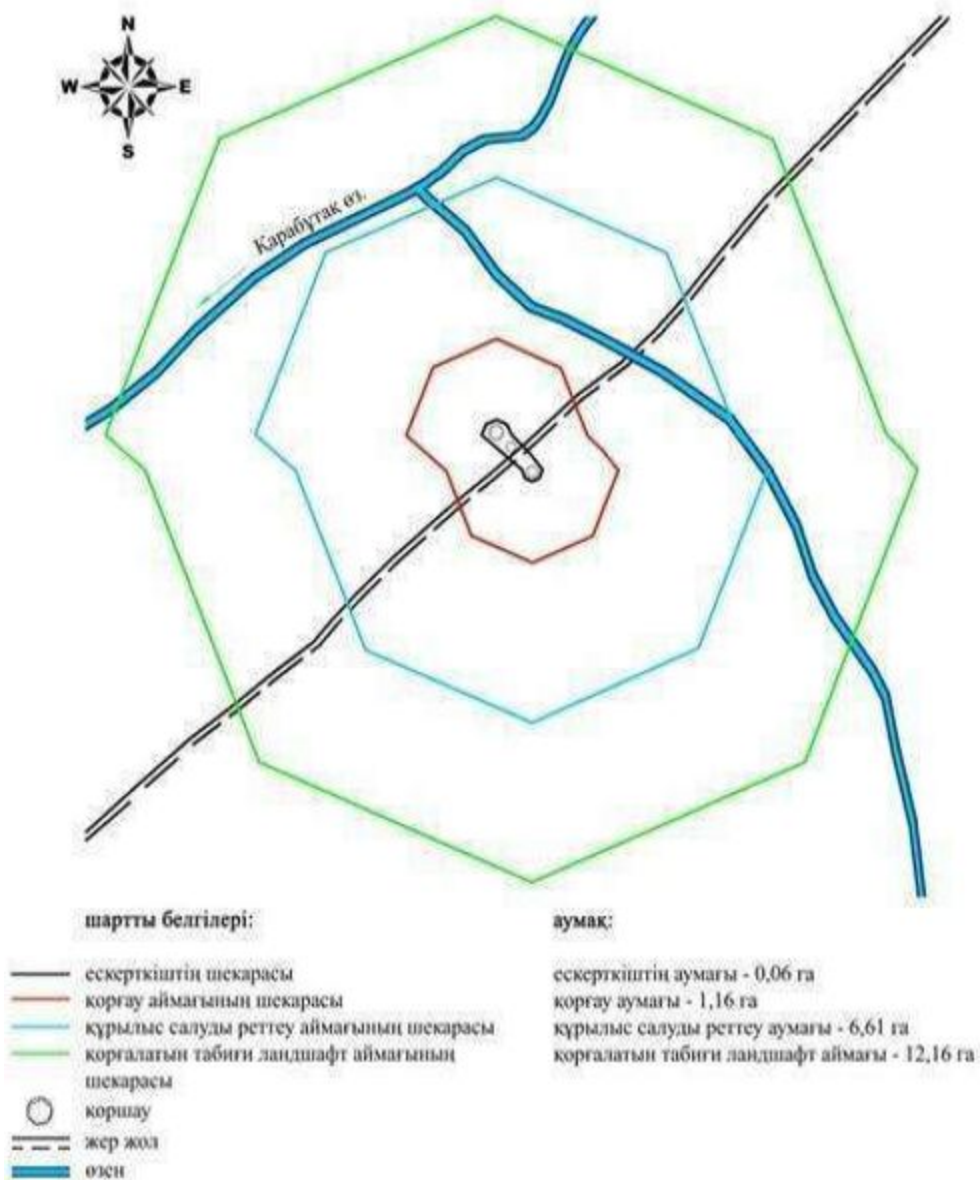 N
W E
S
Қарабұтақ өз.
шартты белгілері:
ескерткіштің шекарасы
қорғау аймағының шекарасы
құрылыс салуды реттеу аймағының шекарасы
қорғалатын табиғи ландшафт аймағының
шекарасы
қоршау
жер жол
өзен
аумақ:
ескерткіштің аумағы - 0,06 га
қорғау аумағы - 1,16 га
құрылыс салуды реттеу аумағы - 6,61 га
қорғалатын табиғи ландшафт аймағы - 12,16 га